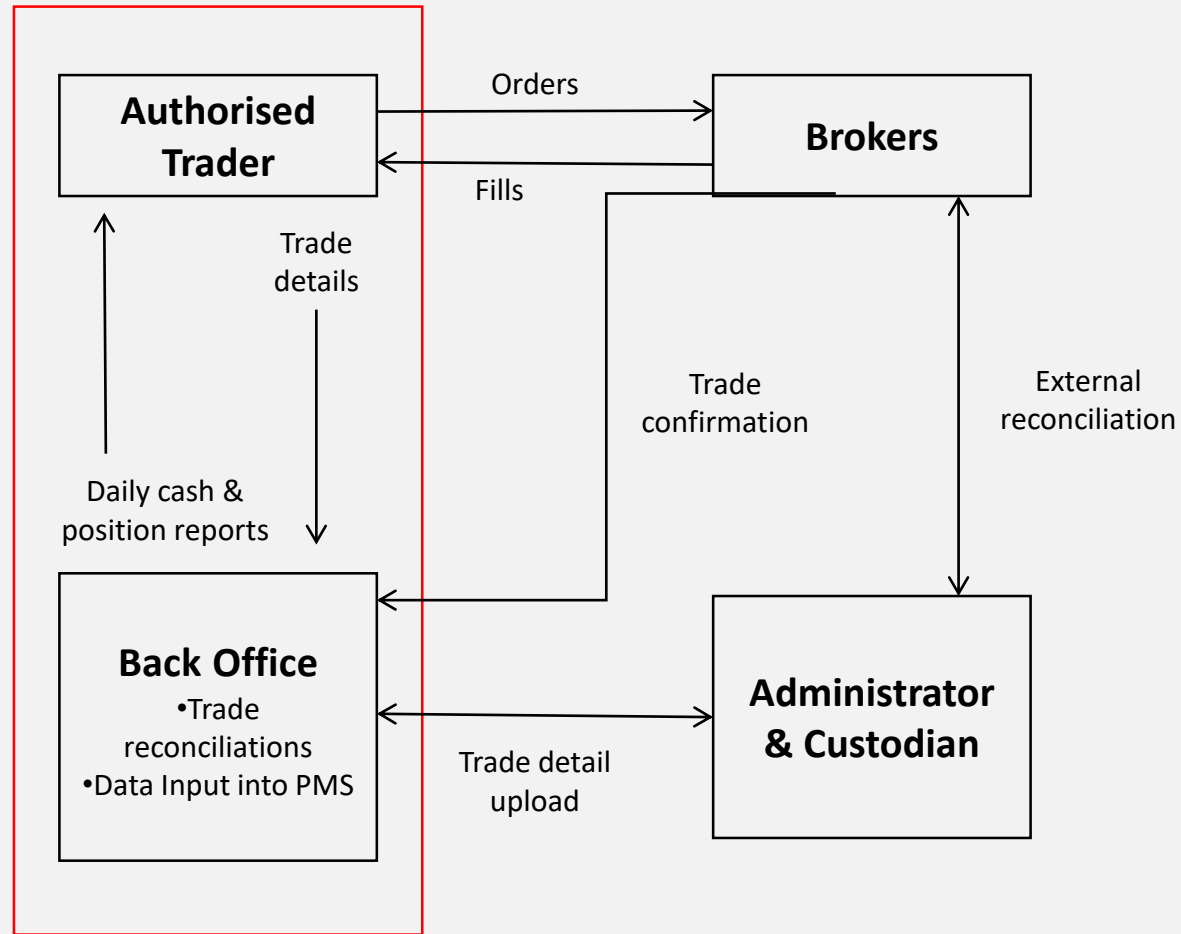 Authorised
Trader
Orders
Fills
Brokers
Trade
details
Daily cash &
position reports
Trade
confirmation
External
reconciliation
Back Office
•Trade
reconciliations
•Data Input into PMS
Trade detail
upload
Administrator
& Custodian